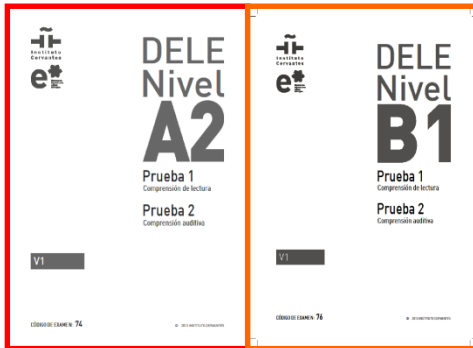 Instituto
Cervantes
DELE
Nivel
A2
Prueba 1
Comprensión de lectura
Prueba 2
Comprensión auditiva
V1
CÓDIGO DE EXAMEN: 74
Instituto
Cervantes
DELE
Nivel
B1
Prueba 1
Comprensión de lectura
Prueba 2
Comprensión auditiva
V1
CÓDIGO DE EXAMEN: 76